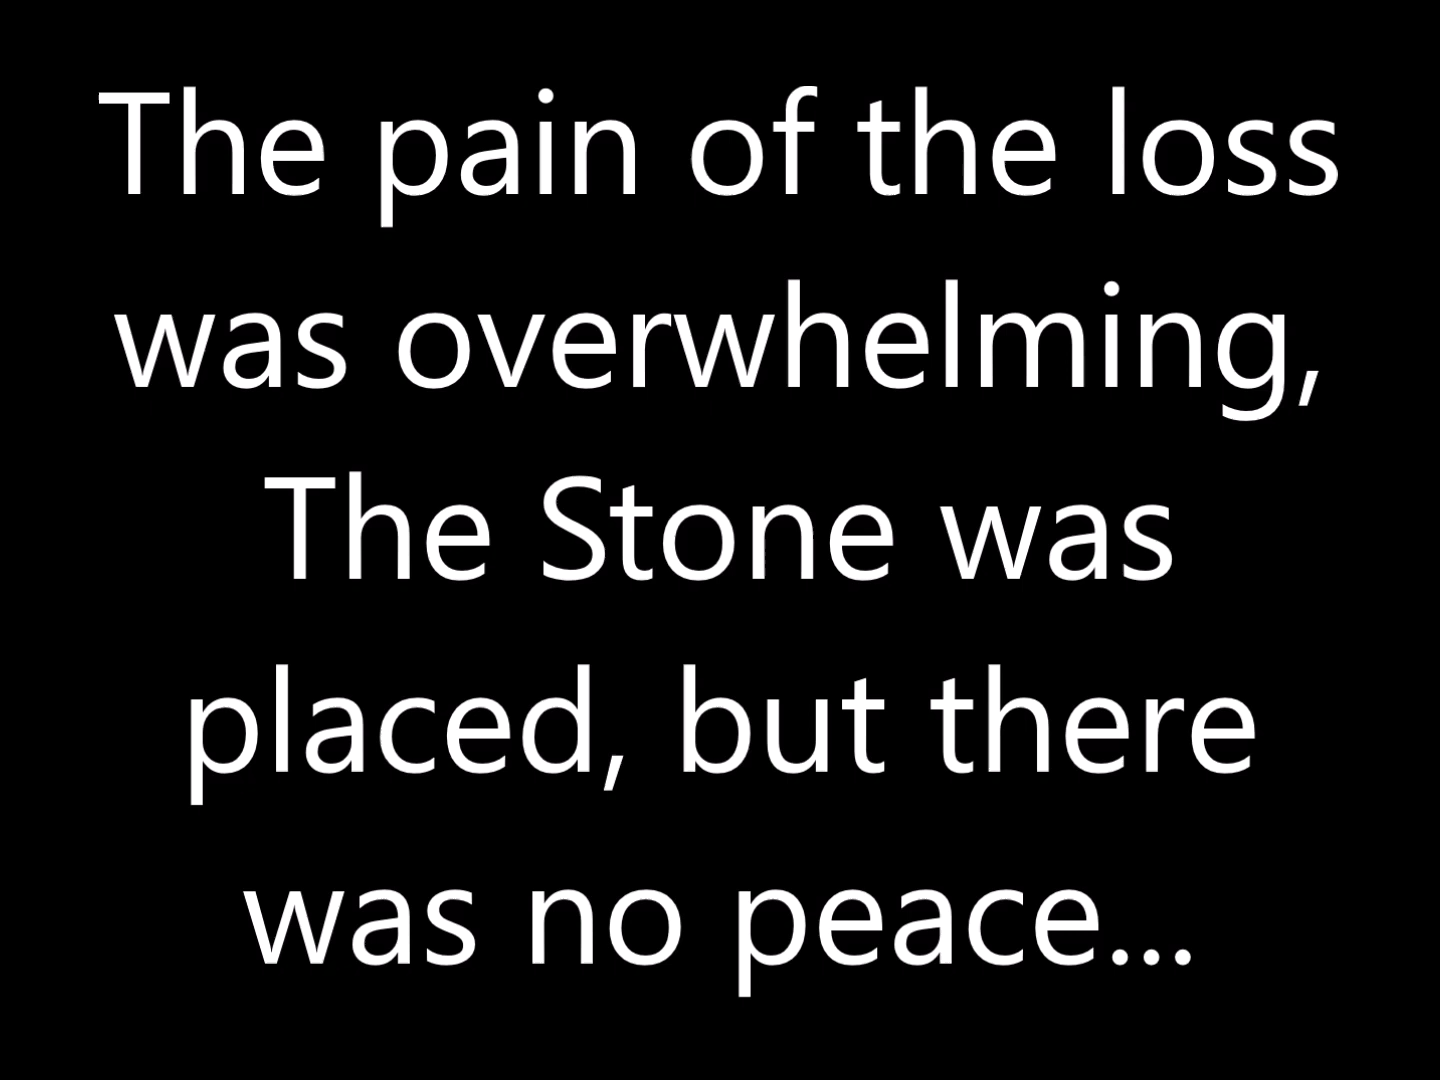 The pain of the loss
was overwhelming,
The Stone was
placed, but there
was no peace...